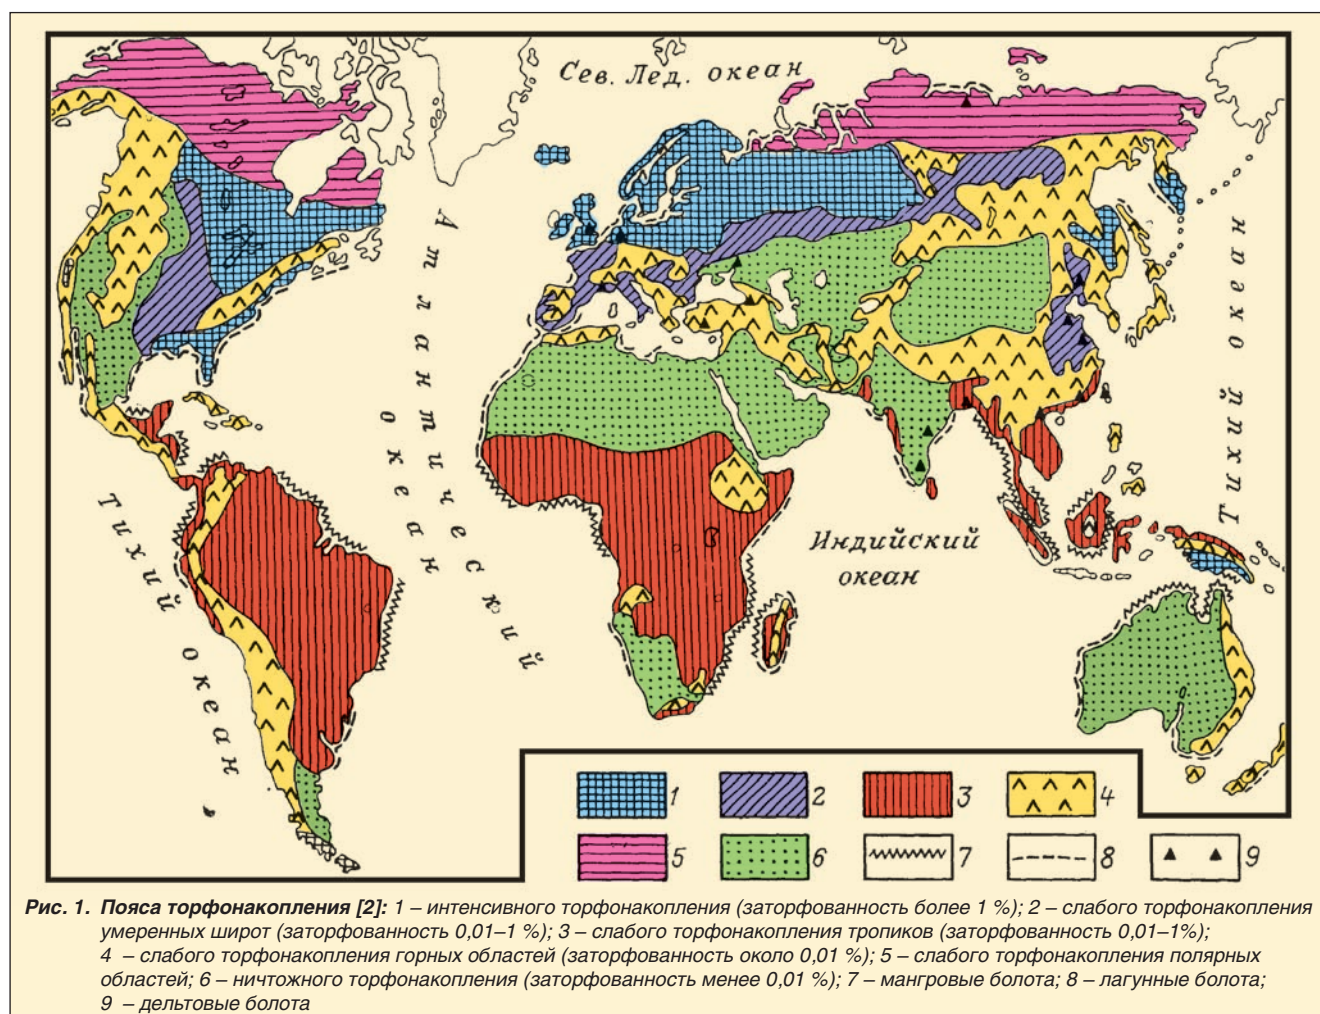 Сев. Лед. океан
Атлантический
океан
Тихий океан
Тихий океан
Индийский
океан
1 2 3 4
5 6 7 8 9
Рис. 1. Пояса торфонакопления [2]: 1 – интенсивного торфонакопления (заторфованность более 1 %); 2 – слабого торфонакопления
умеренных широт (заторфованность 0,01–1 %); 3 – слабого торфонакопления тропиков (заторфованность 0,01–1%);
4 – слабого торфонакопления горных областей (заторфованность около 0,01 %); 5 – слабого торфонакопления полярных
областей; 6 – ничтожного торфонакопления (заторфованность менее 0,01 %); 7 – мангровые болота; 8 – лагунные болота;
9 – дельтовые болота